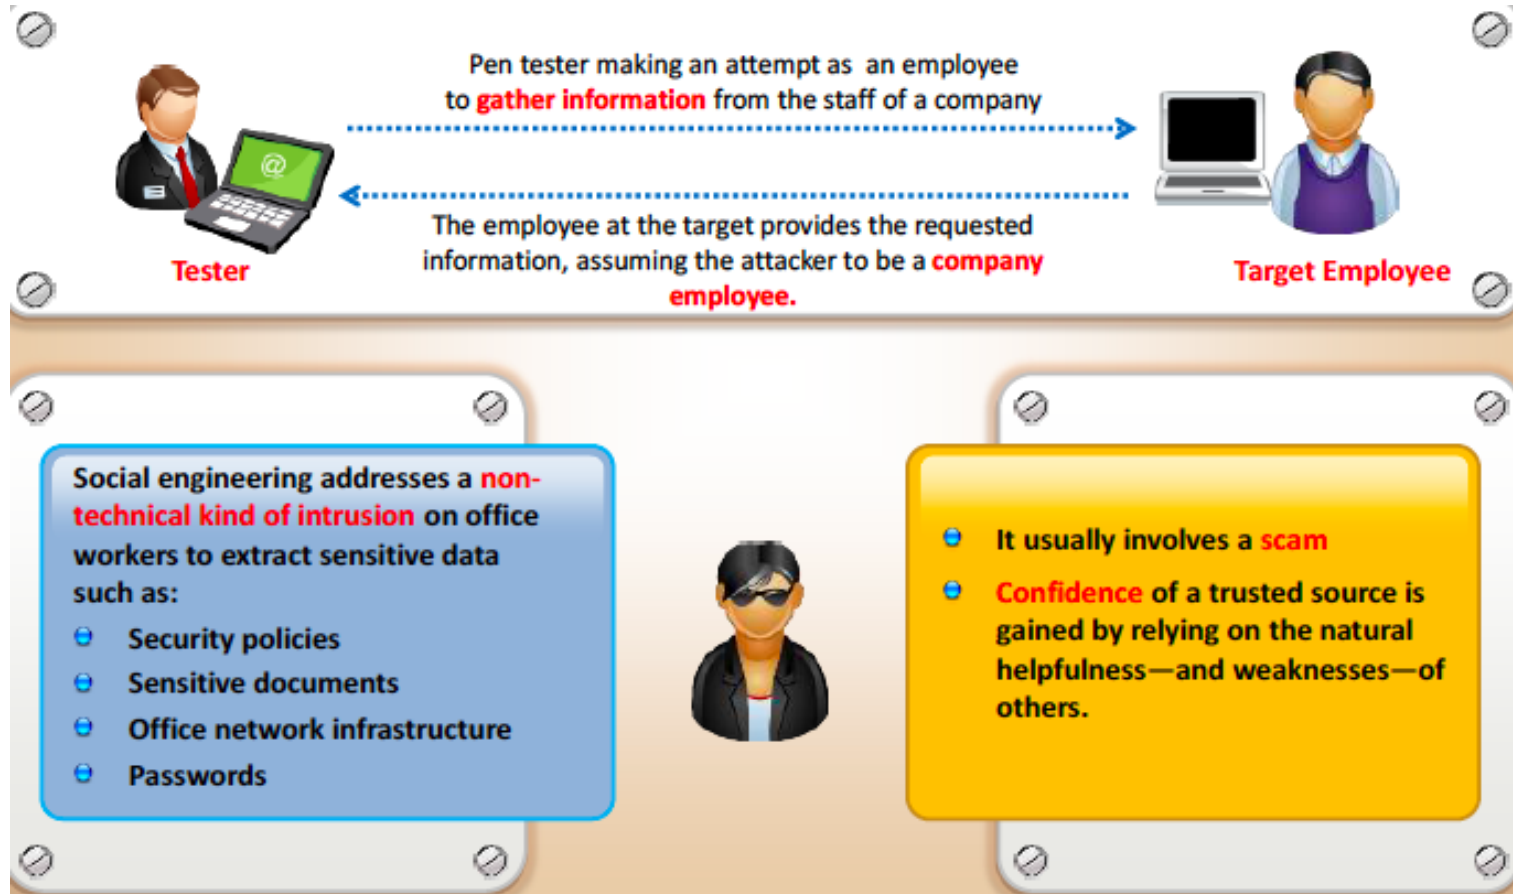 Pen tester making an attempt as an employee
to gather information from the staff of a company
@
The employee at the target provides the requested
information, assuming the attacker to be a company
employee.
Tester
Target Employee
Social engineering addresses a non-
technical kind of intrusion on office
workers to extract sensitive data
such as:
Security policies
Sensitive documents
Office network infrastructure
Passwords
It usually involves a scam
Confidence of a trusted source is
gained by relying on the natural
helpfulness—and weaknesses—of
others.